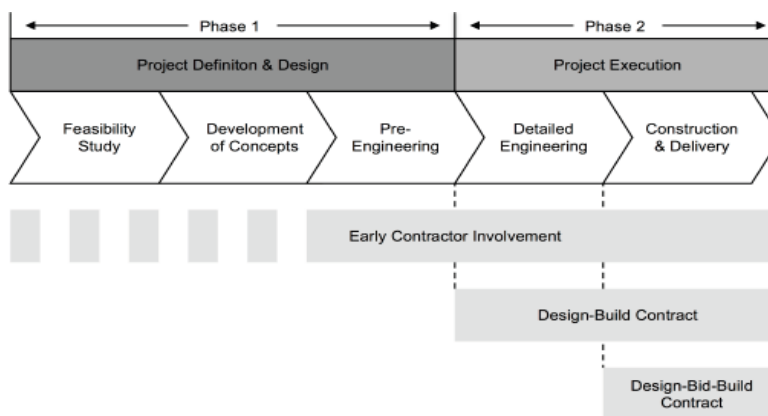 Phase 1
Phase 2
Project Definiton & Design
Project Execution
Feasibility
Study
Development
of Concepts
Pre-
Engineering
Detailed
Engineering
Construction
& Delivery
Early Contractor Involvement
Design-Build Contract
Design-Bid-Build
Contract